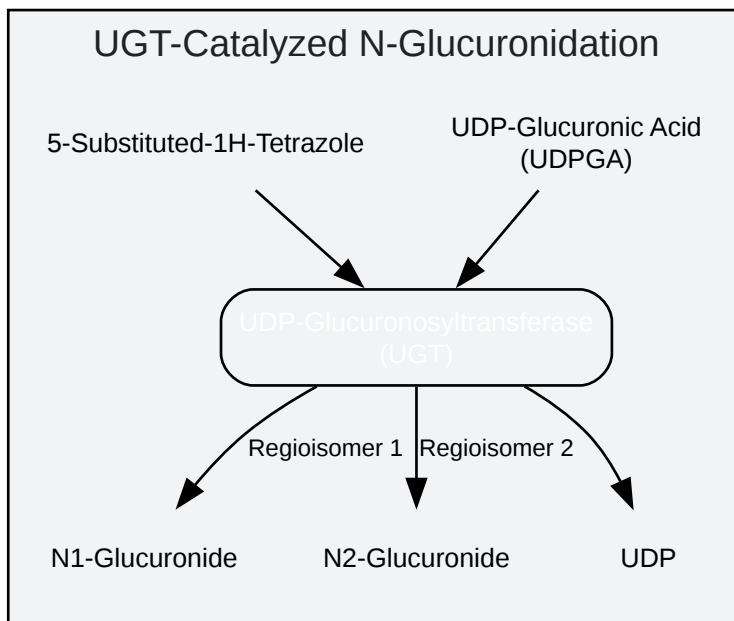 UGT-Catalyzed N-Glucuronidation
5-Substituted-1H-Tetrazole
UDP-Glucuronic Acid
(UDPGA)
UDP-Glucuronosyltransferase
(UGT)
Regioisomer 1
Regioisomer 2
N1-Glucuronide
N2-Glucuronide
UDP